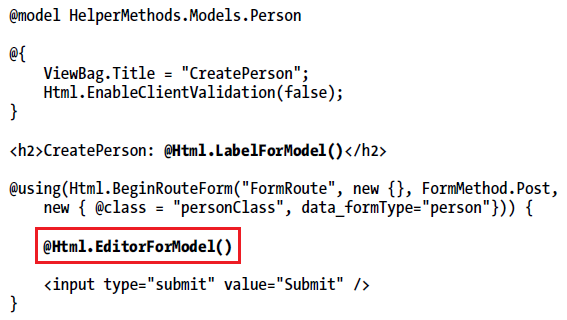 @model HelperMethods.Models.Person
@{
ViewBag.Title = "CreatePerson";
Html.EnableClientValidation(false);
}
<h2>CreatePerson: @Html.LabelForModel()</h2>
@using(Html.BeginRouteForm("FormRoute", new {}, FormMethod.Post,
new { @class = "personClass", data_formType="person"})) {
@Html.EditorForModel()
<input type="submit" value="Submit" />
}